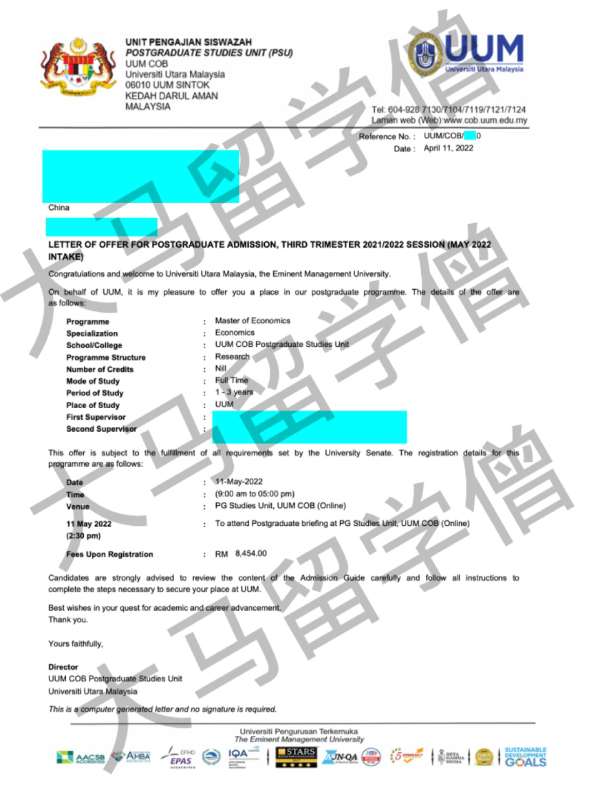 UNIT PENGAJIAN SISWAZAH
POSTGRADUATE STUDIES UNIT (PSU)
UUM COB
Universiti Utara Malaysia
06010 UUM SINTOK
KEDAH DARUL AMAN
MALAYSIA
UUM
Universiti Utara Malaysia
Tel: 604-928 7130/7104/7119/7121/7124
Laman web (Web): www.cob.uum.edu.my
Reference No. : UUM/COB/ 0
Date : April 11, 2022
China
LETTER OF OFFER FOR POSTGRADUATE ADMISSION, THIRD TRIMESTER 2021/2022 SESSION (MAY 2022
INTAKE)
Congratulations and welcome to Universiti Utara Malaysia, the Eminent Management University.
On behalf of UUM, it is my pleasure to offer you a place in our postgraduate programme. The details of the offer are
as follows:
Programme : Master of Economics
Specialization : Economics
School/College : UUM COB Postgraduate Studies Unit
Programme Structure : Research
Number of Credits : Nill
Mode of Study : Full Time
Period of Study : 1 - 3 years
Place of Study : UUM
First Supervisor :
Second Supervisor :
This offer is subject to the fulfillment of all requirements set by the University Senate. The registration details for this
programme are as follows:
Date : 11-May-2022
Time : (9:00 am to 05:00 pm)
Venue : PG Studies Unit, UUM COB (Online)
11 May 2022 : To attend Postgraduate briefing at PG Studies Unit, UUM COB (Online)
(2:30 pm)
Fees Upon Registration : RM 8,454.00
Candidates are strongly advised to review the content of the Admission Guide carefully and follow all instructions to
complete the steps necessary to secure your place at UUM.
Best wishes in your quest for academic and career advancement.
Thank you.
Yours faithfully,
Director
UUM COB Postgraduate Studies Unit
Universiti Utara Malaysia
This is a computer generated letter and no signature is required.
Universiti Pengurusan Terkemuka
The Eminent Management University
AACSB
AMBA
EFMD
EPAS
IQA
STARS
SUSTAINABLE
DEVELOPMENT
GOALS
大马留学僧
大马留学僧
大马留学僧